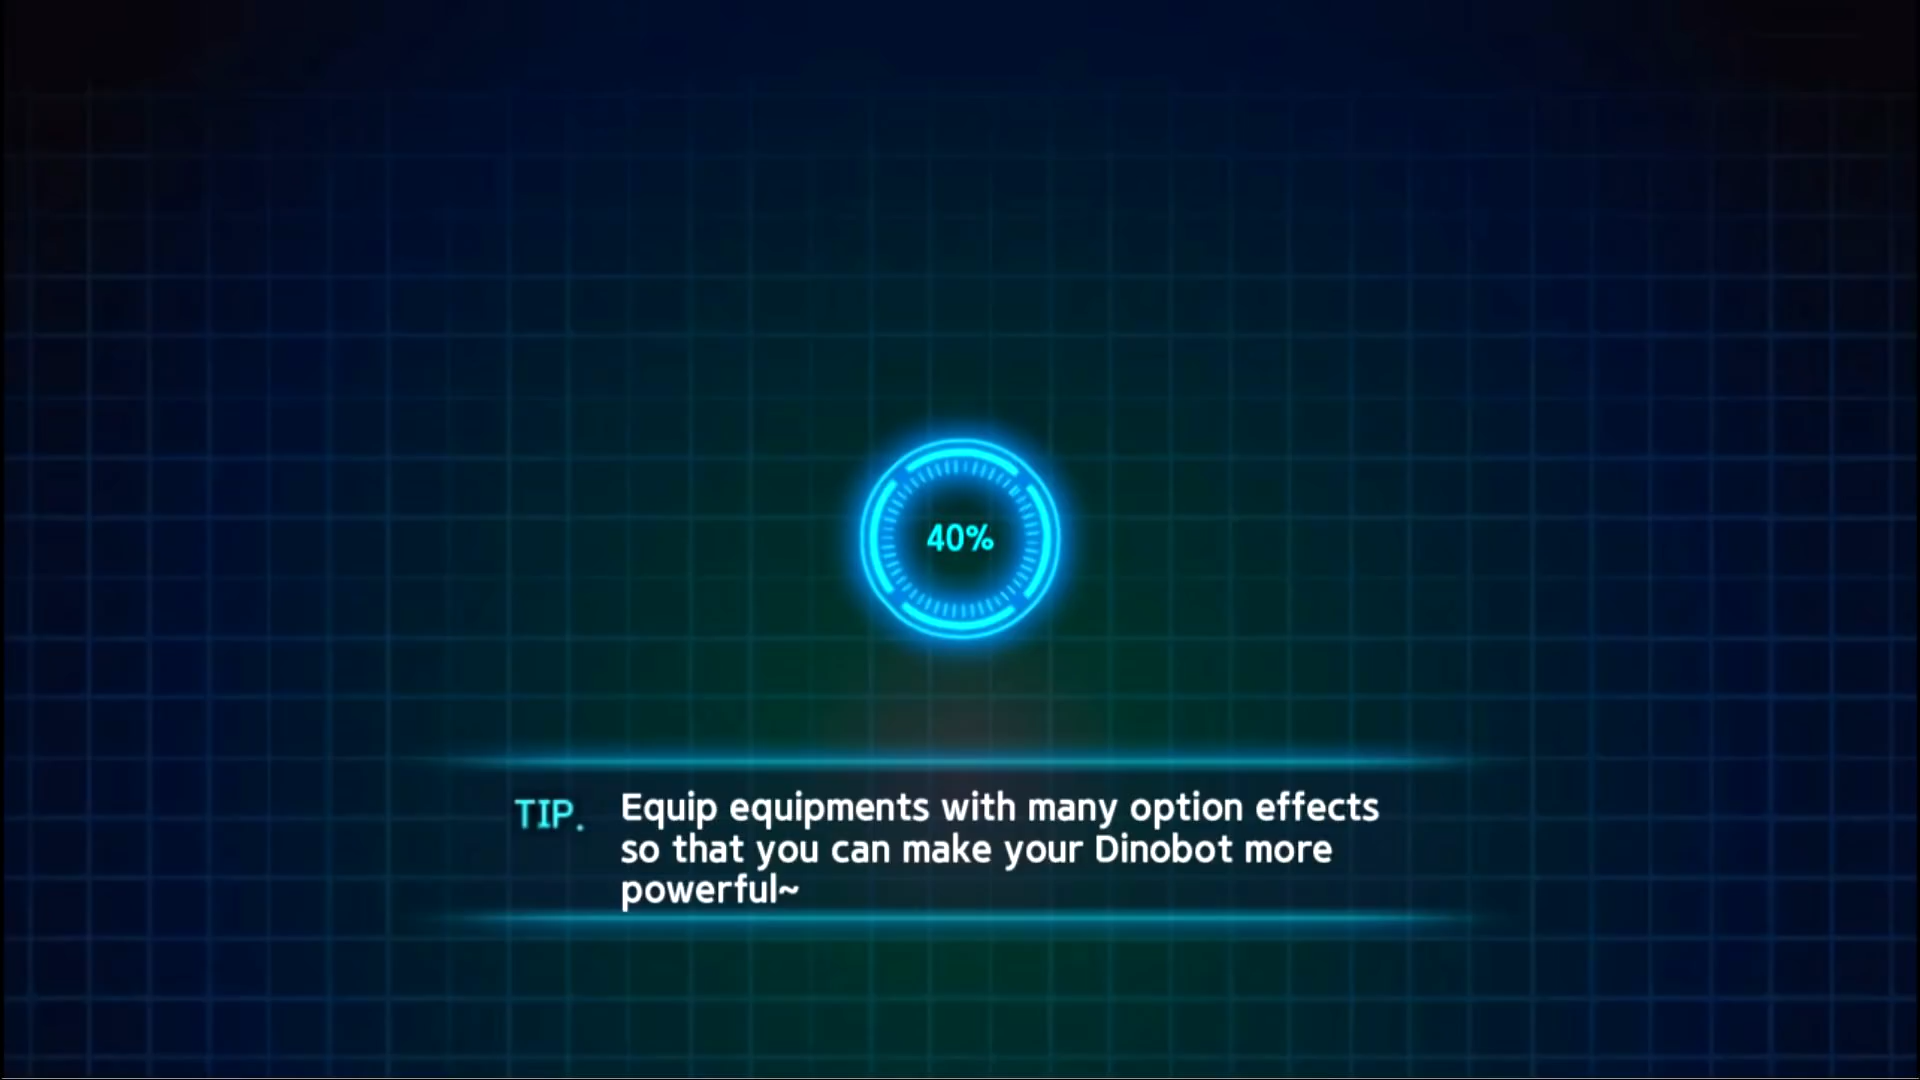 40%
TIP.
Equip equipments with many option effects
so that you can make your Dinobot more
powerful~